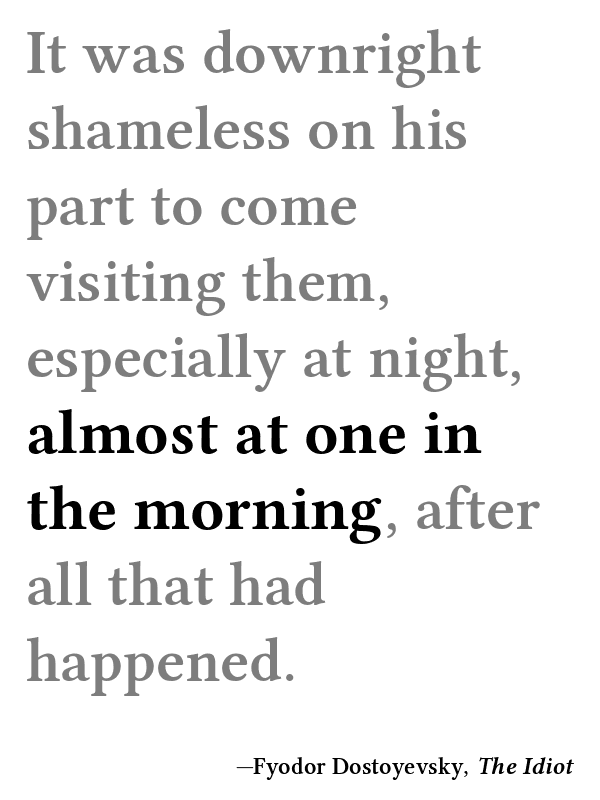 It was downright
shameless on his
part to come
visiting them,
especially at night,
almost at one in
the morning, after
all that had
happened.
—Fyodor Dostoyevsky, The Idiot